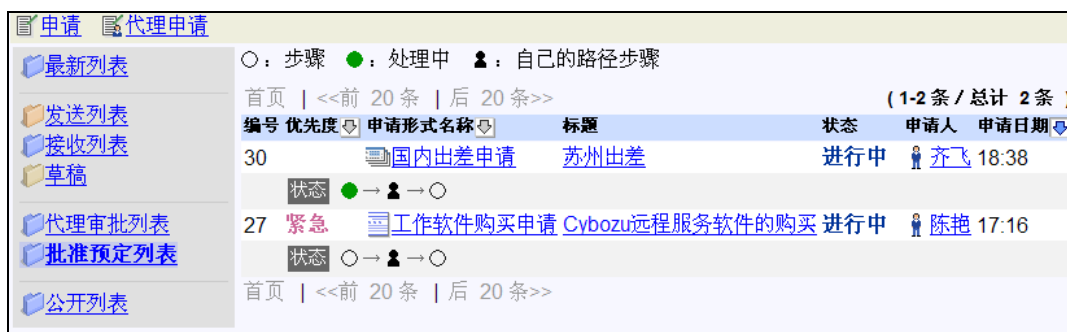 申请 代理申请
最新列表
发送列表
接收列表
草稿
代理审批列表
批准预定列表
公开列表
○：步骤 ●：处理中 ：自己的路径步骤
首页 | <<前 20 条 | 后 20 条>>
(1-2 条 / 总计 2 条 )
编号 优先度 申请形式名称 标题 状态 申请人 申请日期
30 国内出差申请 苏州出差 进行中 齐飞 18:38
状态 ●→→○
27 紧急 工作软件购买申请 Cybozu远程服务软件的购买 进行中 陈艳 17:16
状态 ○→→○
首页 | <<前 20 条 | 后 20 条>>